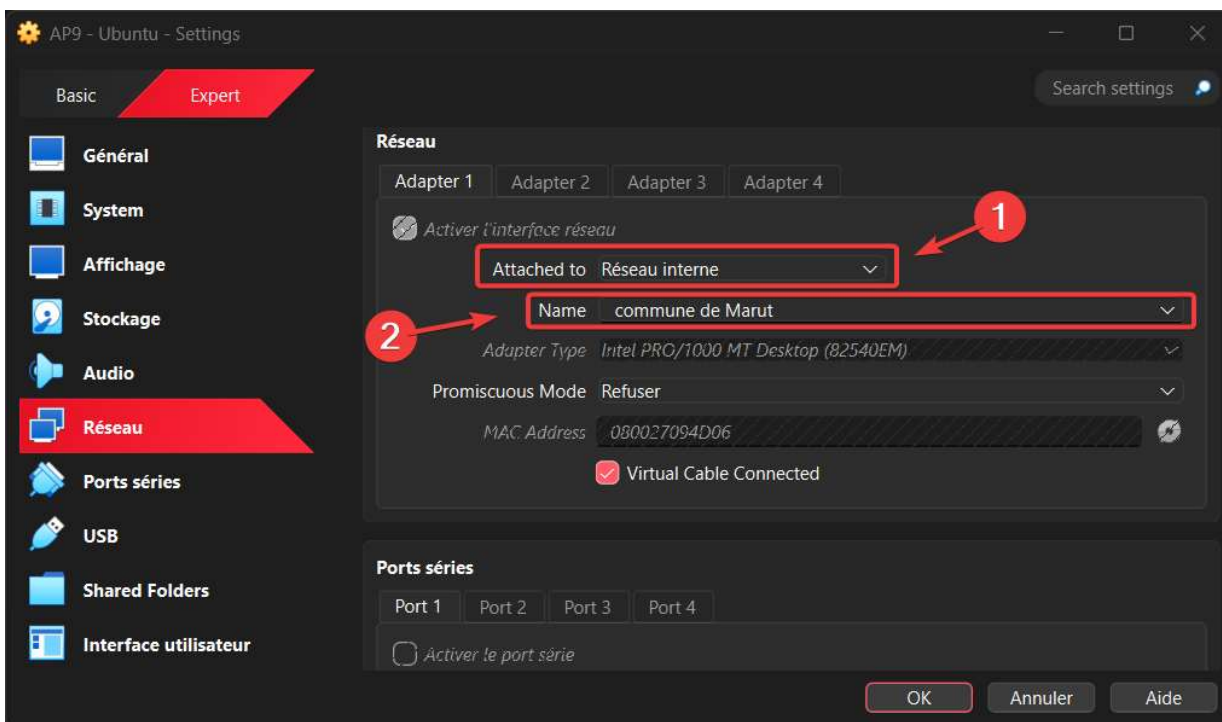 AP9 - Ubuntu - Settings
Basic
Expert
Search settings
Général
System
Affichage
Stockage
Audio
Réseau
Ports séries
USB
Shared Folders
Interface utilisateur
Réseau
Adapter 1 Adapter 2 Adapter 3 Adapter 4
Activer l'interface réseau
1
Attached to Réseau interne
Name commune de Marut
2
Adapter Type Intel PRO/1000 MT Desktop (82540EM)
Promiscuous Mode Refuser
MAC Address 080027094D06
Virtual Cable Connected
Ports séries
Port 1 Port 2 Port 3 Port 4
Activer le port série
OK Annuler Aide